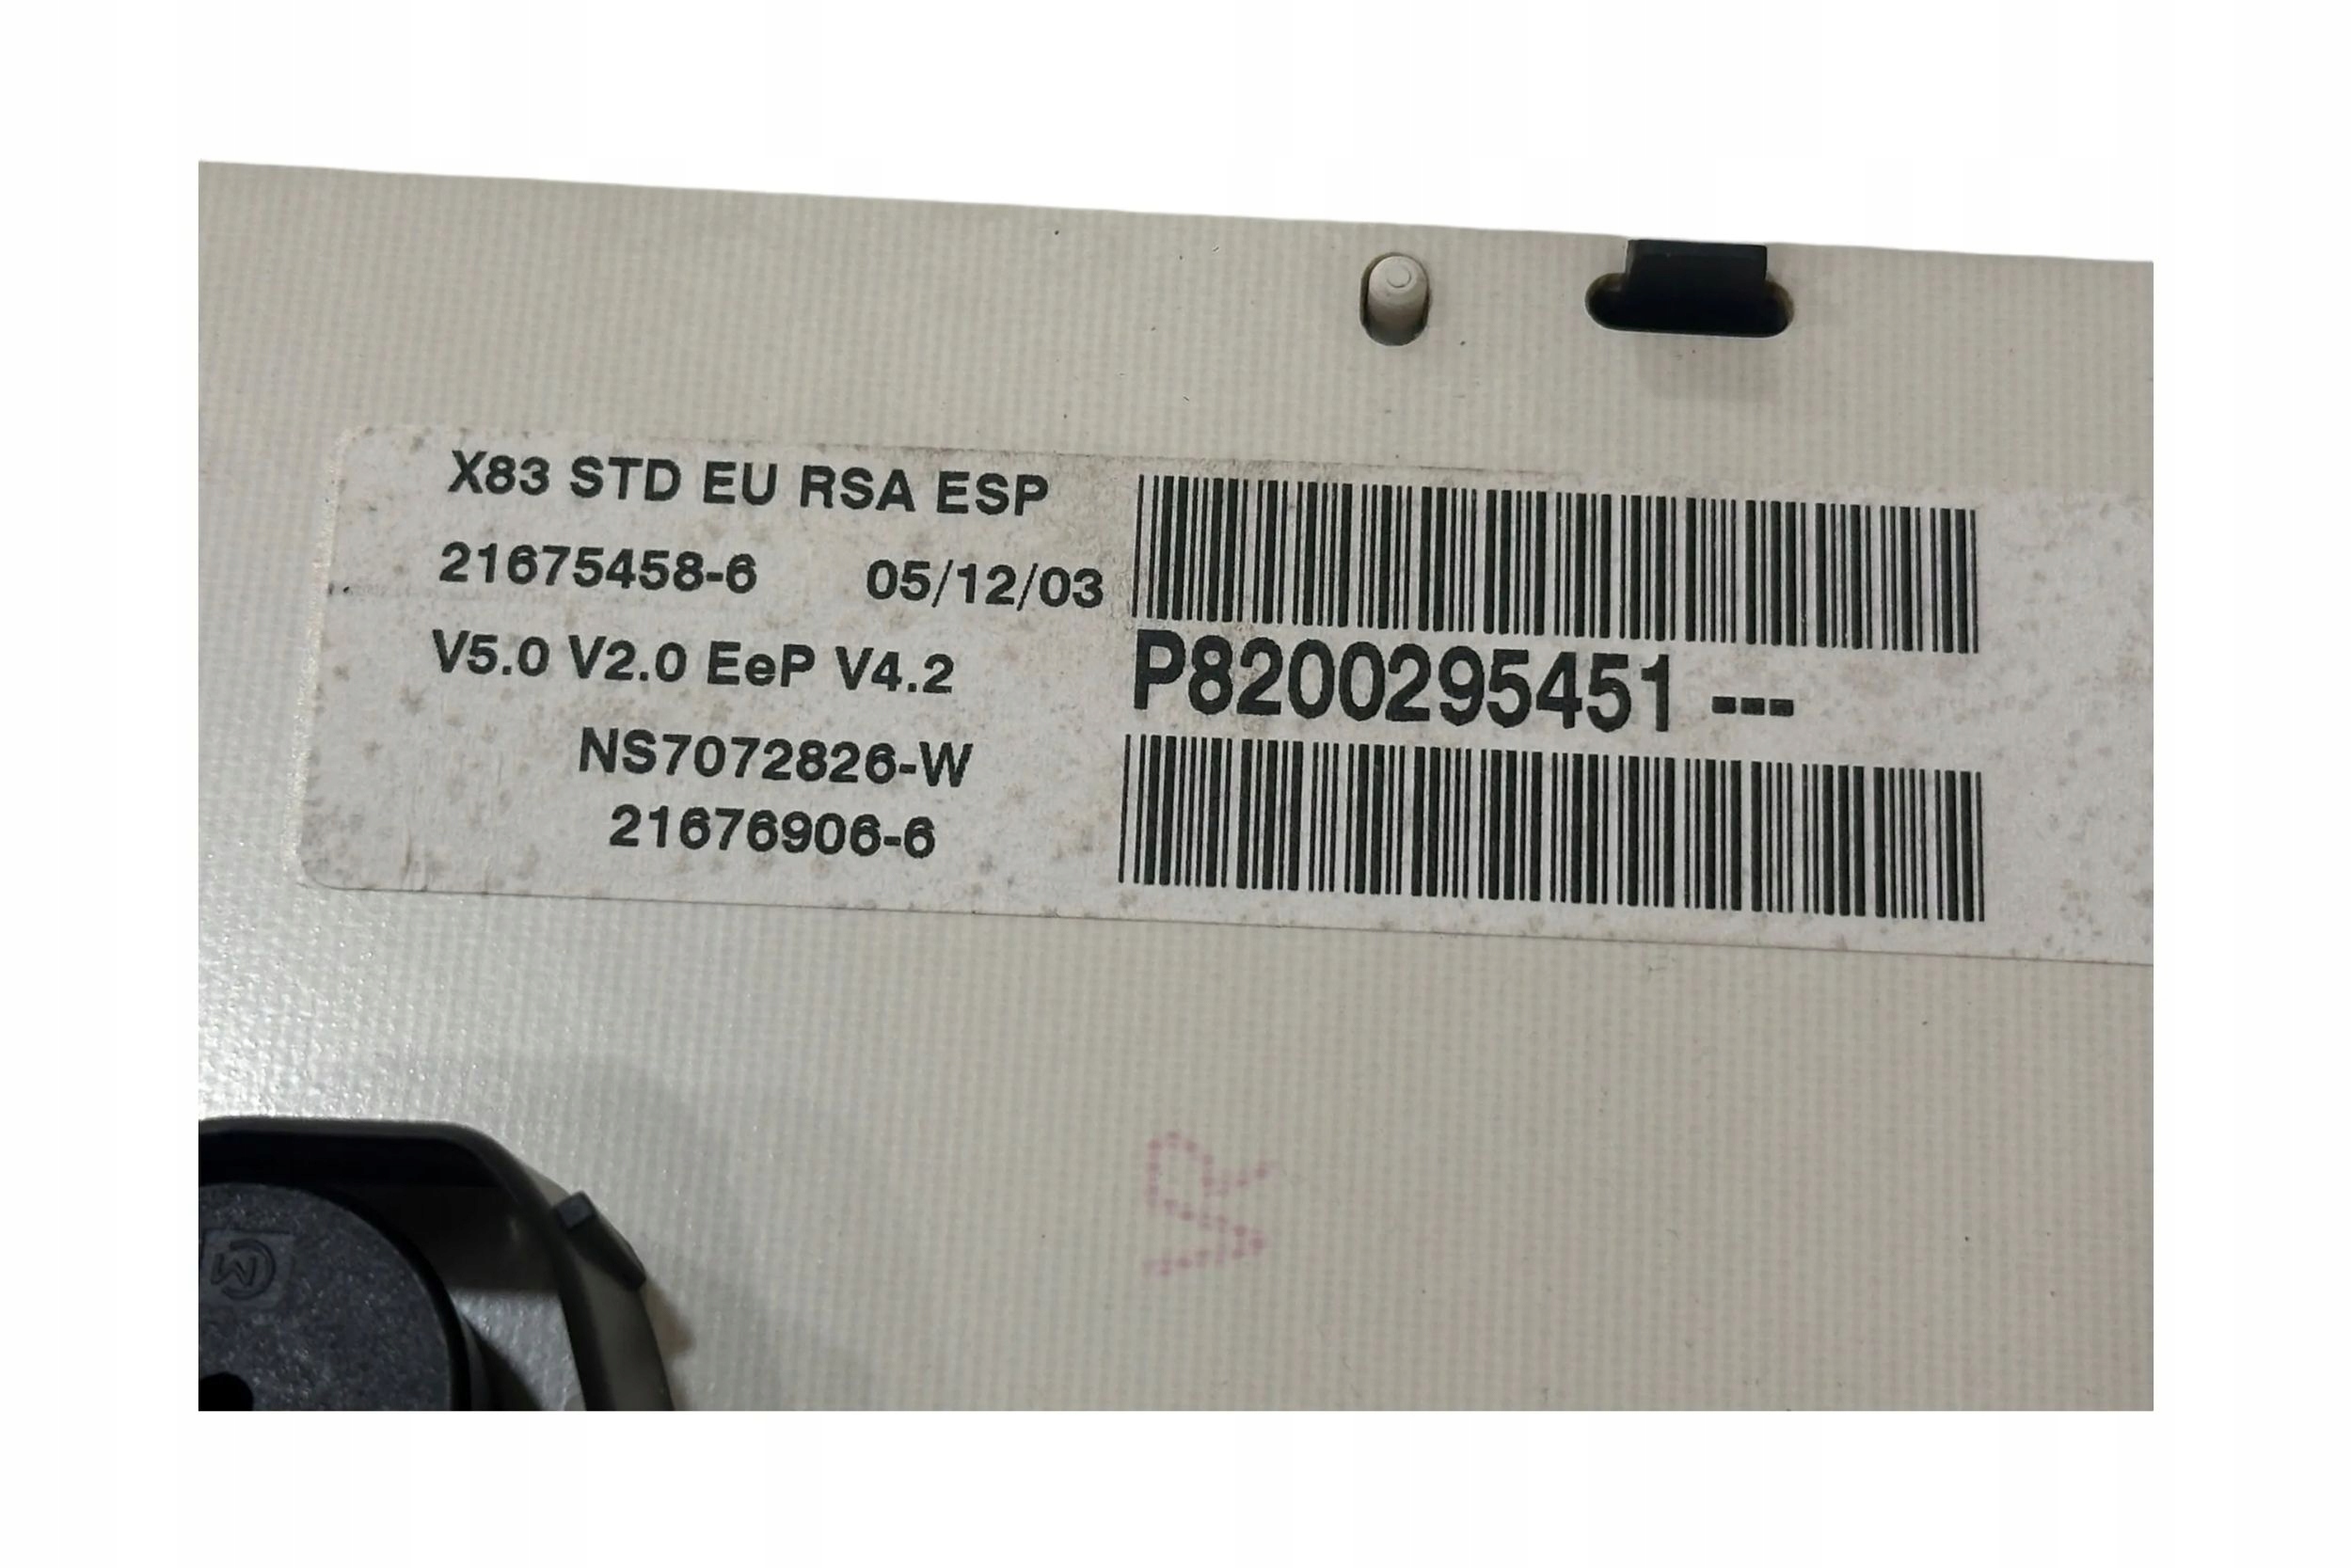 X83 STD EU RSA ESP
21675458-6 05/12/03
V5.0 V2.0 EeP V4.2
NS7072826-W
21676906-6
P8200295451 ---